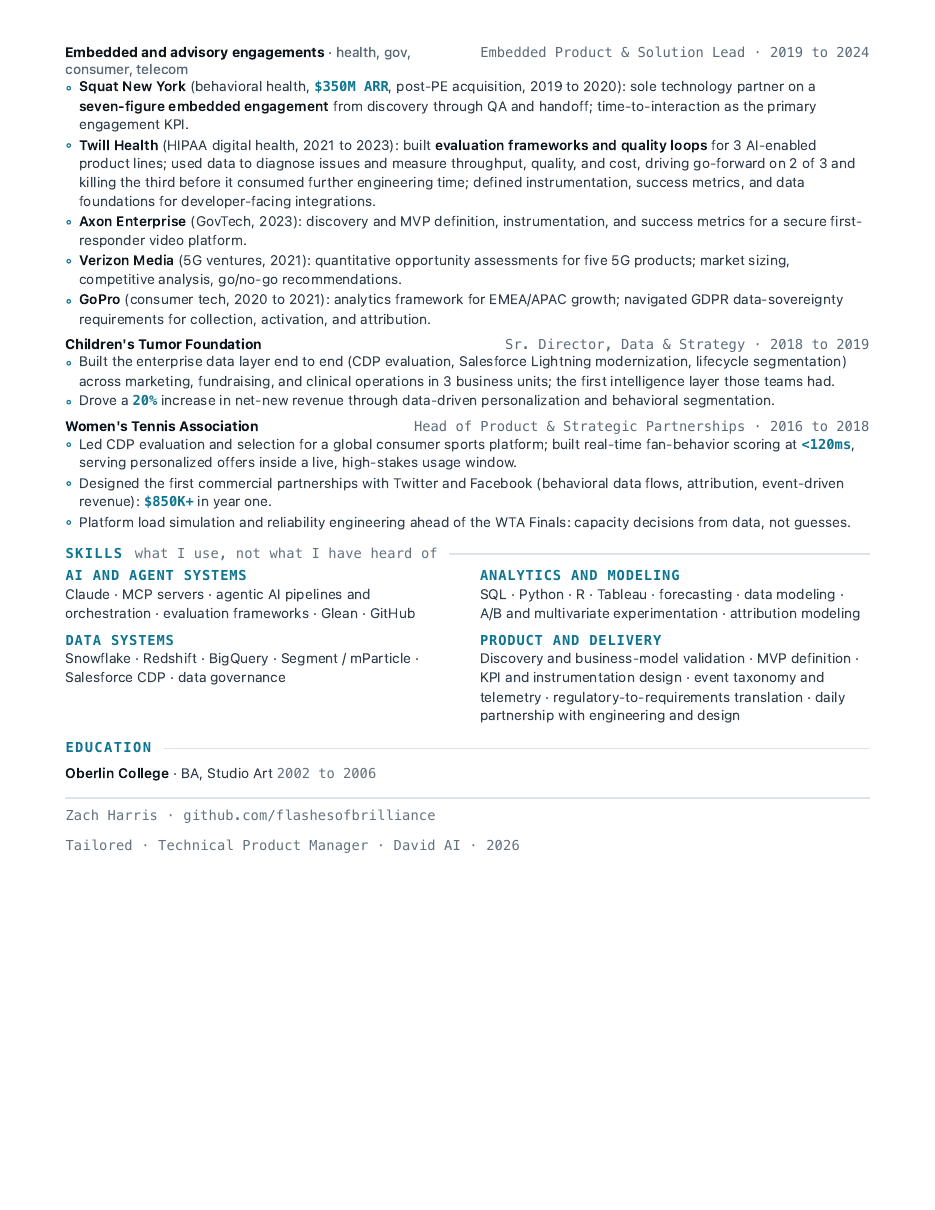 Embedded and advisory engagements · health, gov, consumer, telecom
Embedded Product & Solution Lead · 2019 to 2024
Squat New York (behavioral health, $350M ARR, post-PE acquisition, 2019 to 2020): sole technology partner on a
seven-figure embedded engagement from discovery through QA and handoff; time-to-interaction as the primary
engagement KPI.
Twill Health (HIPAA digital health, 2021 to 2023): built evaluation frameworks and quality loops for 3 AI-enabled
product lines; used data to diagnose issues and measure throughput, quality, and cost, driving go-forward on 2 of 3 and
killing the third before it consumed further engineering time; defined instrumentation, success metrics, and data
foundations for developer-facing integrations.
Axon Enterprise (GovTech, 2023): discovery and MVP definition, instrumentation, and success metrics for a secure first-
responder video platform.
Verizon Media (5G ventures, 2021): quantitative opportunity assessments for five 5G products; market sizing,
competitive analysis, go/no-go recommendations.
GoPro (consumer tech, 2020 to 2021): analytics framework for EMEA/APAC growth; navigated GDPR data-sovereignty
requirements for collection, activation, and attribution.
Children's Tumor Foundation Sr. Director, Data & Strategy · 2018 to 2019
Built the enterprise data layer end to end (CDP evaluation, Salesforce Lightning modernization, lifecycle segmentation)
across marketing, fundraising, and clinical operations in 3 business units; the first intelligence layer those teams had.
Drove a 20% increase in net-new revenue through data-driven personalization and behavioral segmentation.
Women's Tennis Association Head of Product & Strategic Partnerships · 2016 to 2018
Led CDP evaluation and selection for a global consumer sports platform; built real-time fan-behavior scoring at <120ms,
serving personalized offers inside a live, high-stakes usage window.
Designed the first commercial partnerships with Twitter and Facebook (behavioral data flows, attribution, event-driven
revenue): $850K+ in year one.
Platform load simulation and reliability engineering ahead of the WTA Finals: capacity decisions from data, not guesses.
SKILLS what I use, not what I have heard of
AI AND AGENT SYSTEMS
Claude · MCP servers · agentic AI pipelines and
orchestration · evaluation frameworks · Glean · GitHub
ANALYTICS AND MODELING
SQL · Python · R · Tableau · forecasting · data modeling ·
A/B and multivariate experimentation · attribution modeling
DATA SYSTEMS
Snowflake · Redshift · BigQuery · Segment / mParticle ·
Salesforce CDP · data governance
PRODUCT AND DELIVERY
Discovery and business-model validation · MVP definition ·
KPI and instrumentation design · event taxonomy and
telemetry · regulatory-to-requirements translation · daily
partnership with engineering and design
EDUCATION
Oberlin College · BA, Studio Art 2002 to 2006
Zach Harris · github.com/flashesofbrilliance
Tailored · Technical Product Manager · David AI · 2026